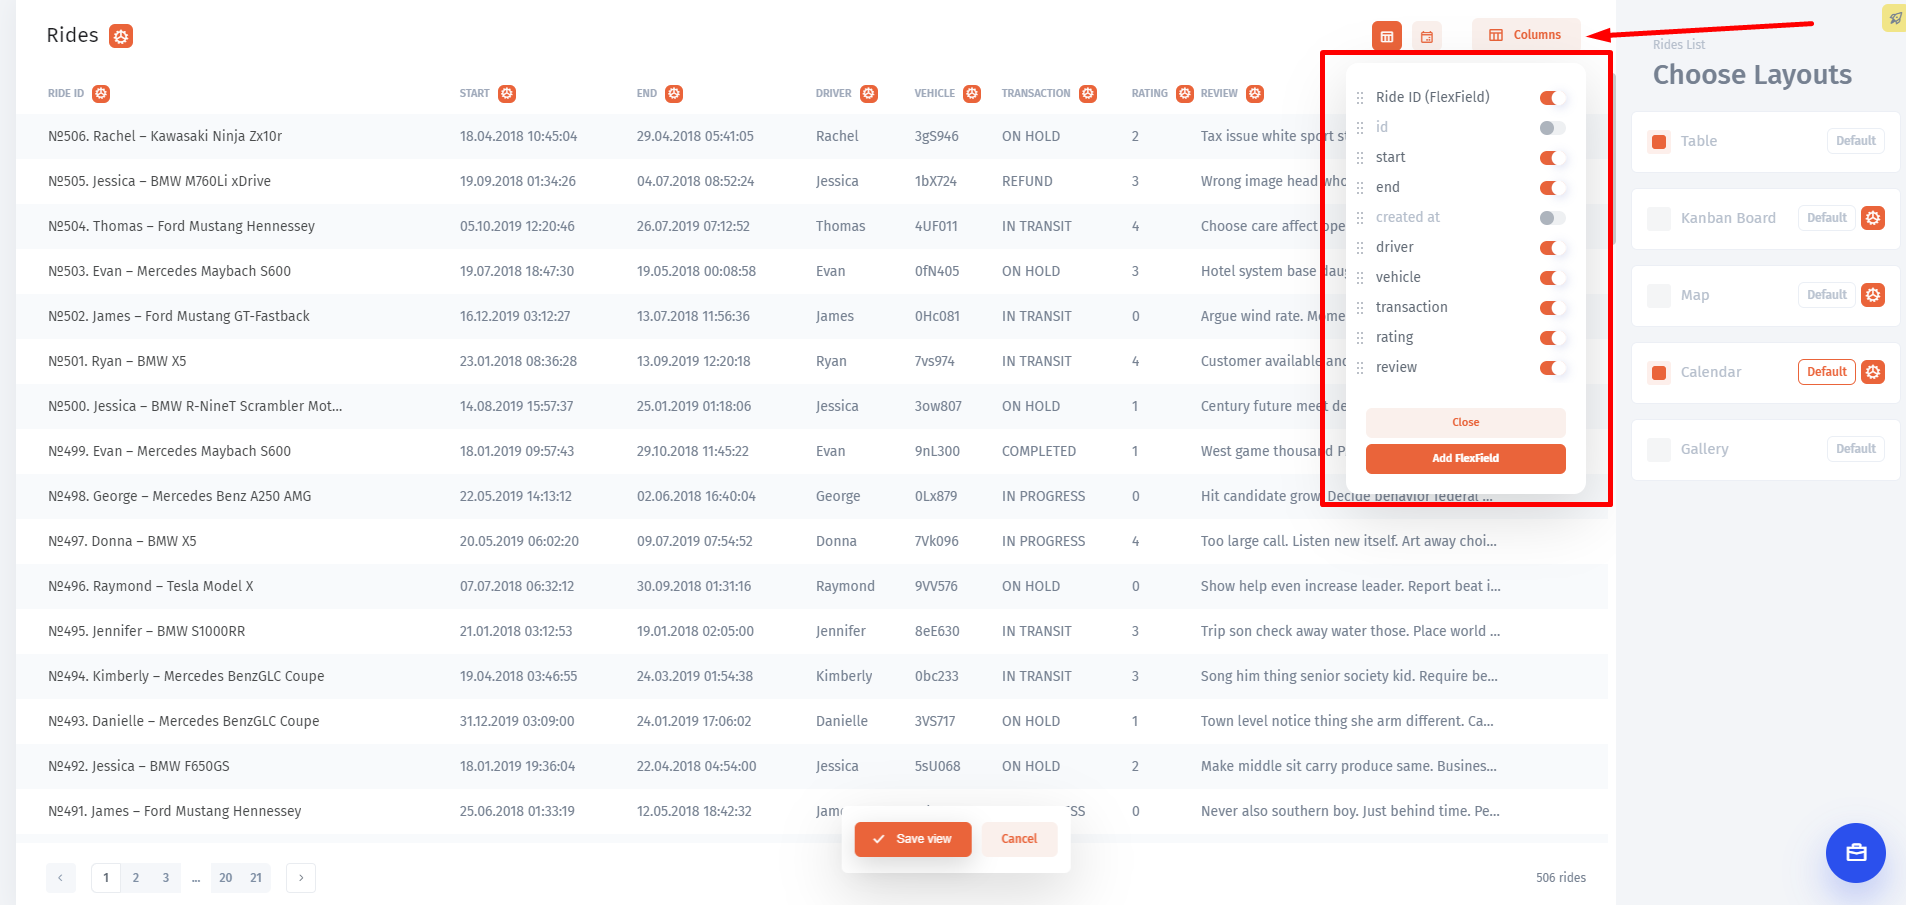 Rides
Columns
RIDE ID START END DRIVER VEHICLE TRANSACTION RATING REVIEW
№506. Rachel – Kawasaki Ninja Zx10r 18.04.2018 10:45:04 29.04.2018 05:41:05 Rachel 3gS946 ON HOLD 2 Tax issue white sport
№505. Jessica – BMW M760Li xDrive 19.09.2018 01:34:26 04.07.2018 08:52:24 Jessica 1bX724 REFUND 3 Wrong image head
№504. Thomas – Ford Mustang Hennessey 05.10.2019 12:20:46 26.07.2019 07:12:52 Thomas 4UF011 IN TRANSIT 4 Choose care affect
№503. Evan – Mercedes Maybach S600 19.07.2018 18:47:30 19.05.2018 00:08:58 Evan 0fN405 ON HOLD 3 Hotel system base
№502. James – Ford Mustang GT-Fastback 16.12.2019 03:12:27 13.07.2018 11:56:36 James 0Hc081 IN TRANSIT 0 Argue wind rate.
№501. Ryan – BMW X5 23.01.2018 08:36:28 13.09.2019 12:20:18 Ryan 7vs974 IN TRANSIT 4 Customer available
№500. Jessica – BMW R-NineT Scrambler Mot... 14.08.2019 15:57:37 25.01.2019 01:18:06 Jessica 3ow807 ON HOLD 1 Century future meet
№499. Evan – Mercedes Maybach S600 18.01.2019 09:57:43 29.10.2018 11:45:22 Evan 9nL300 COMPLETED 1 West game thousand
№498. George – Mercedes Benz A250 AMG 22.05.2019 14:13:12 02.06.2018 16:40:04 George 0Lx879 IN PROGRESS 0 Hit candidate grow. Decide behavior federal ...
№497. Donna – BMW X5 20.05.2019 06:02:20 09.07.2019 07:54:52 Donna 7Vk096 IN PROGRESS 4 Too large call. Listen new itself. Art away choi...
№496. Raymond – Tesla Model X 07.07.2018 06:32:12 30.09.2018 01:31:16 Raymond 9VV576 ON HOLD 0 Show help even increase leader. Report beat i...
№495. Jennifer – BMW S1000RR 21.01.2018 03:12:53 19.01.2018 02:05:00 Jennifer 8eE630 IN TRANSIT 3 Trip son check away water those. Place world ...
№494. Kimberly – Mercedes BenzGLC Coupe 19.04.2018 03:46:55 24.03.2019 01:54:38 Kimberly 0bc233 IN TRANSIT 3 Song him thing senior society kid. Require be...
№493. Danielle – Mercedes BenzGLC Coupe 31.12.2019 03:09:00 24.01.2019 17:06:02 Danielle 3VS717 ON HOLD 1 Town level notice thing she arm different. Ca...
№492. Jessica – BMW F650GS 18.01.2019 19:36:04 22.04.2018 04:54:00 Jessica 5sU068 ON HOLD 2 Make middle sit carry produce same. Busines...
№491. James – Ford Mustang Hennessey 25.06.2018 01:33:19 12.05.2018 18:42:32 0 Never also southern boy. Just behind time. Pe...
Ride ID (FlexField)
id
start
end
created at
driver
vehicle
transaction
rating
review
Close
Add FlexField
Save view Cancel
1 2 3 ... 20 21
506 rides
Rides List
Choose Layouts
Table Default
Kanban Board Default
Map Default
Calendar Default
Gallery Default